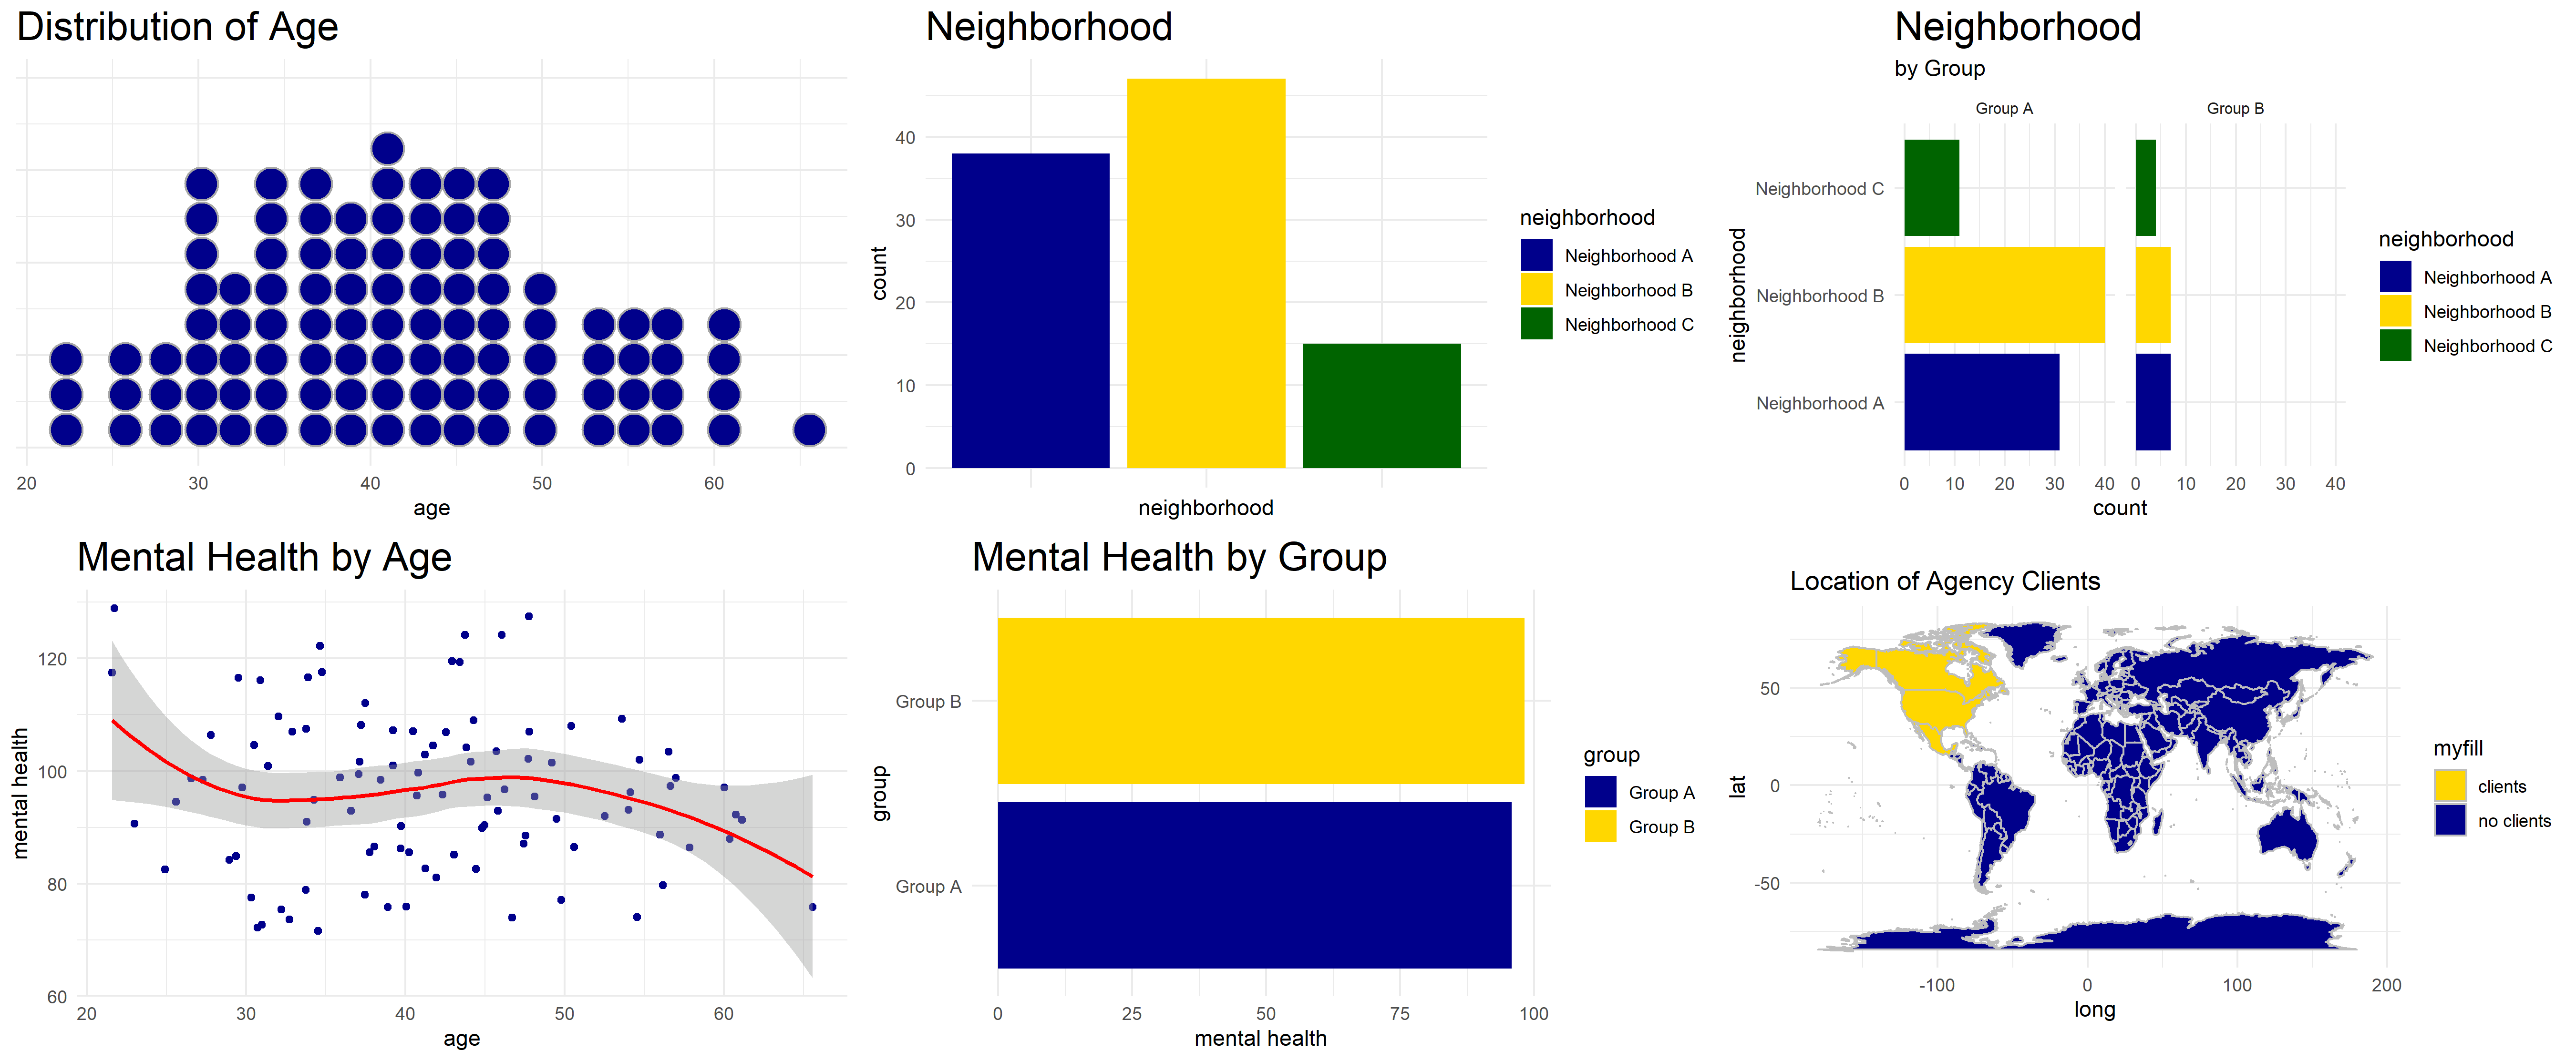 Distribution of Age
20 30 40 50 60
age
Neighborhood
40
30
20
10
0
count
neighborhood
neighborhood
Neighborhood A
Neighborhood B
Neighborhood C
Neighborhood
by Group
Group A Group B
Neighborhood C
Neighborhood B
Neighborhood A
neighborhood
0 10 20 30 40 0 10 20 30 40
count
neighborhood
Neighborhood A
Neighborhood B
Neighborhood C
Mental Health by Age
120
100
80
60
mental health
20 30 40 50 60
age
Mental Health by Group
Group B
Group A
group
0 25 50 75 100
mental health
group
Group A
Group B
Location of Agency Clients
50
0
-50
lat
-100 0 100 200
long
myfill
clients
no clients